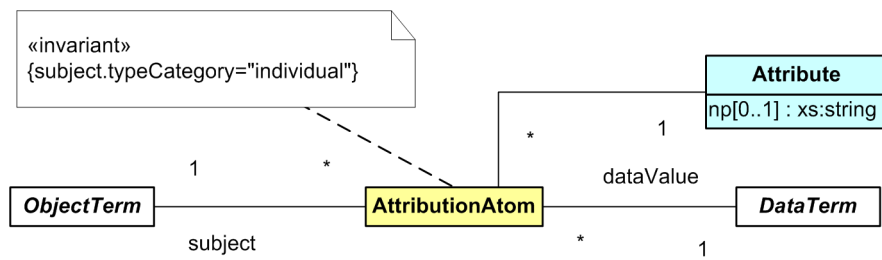 «invariant»
{subject.typeCategory="individual"}
Attribute
np[0..1] : xs:string
*
1
1
*
dataValue
ObjectTerm
AttributionAtom
DataTerm
subject
*
1